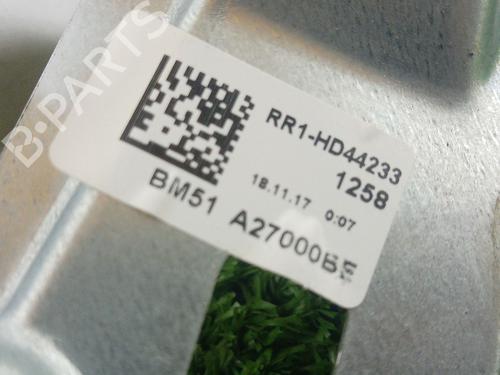 B-PARTS
RR1-HD44233
1258
18.11.17 0:07
BM51 A27000BE